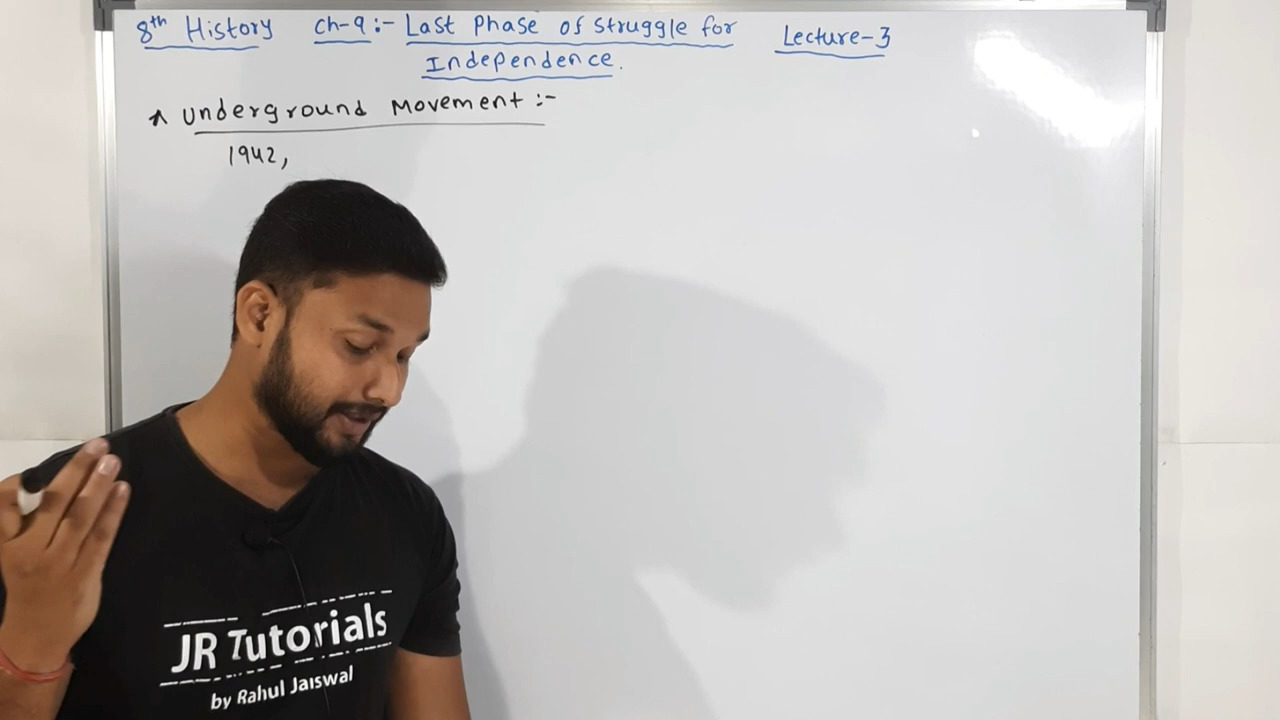 8th History ch-9:- Last Phase of struggle for Independence. Lecture-3
* underground Movement :-
1942,
JR Tutorials
by Rahul Jaiswal